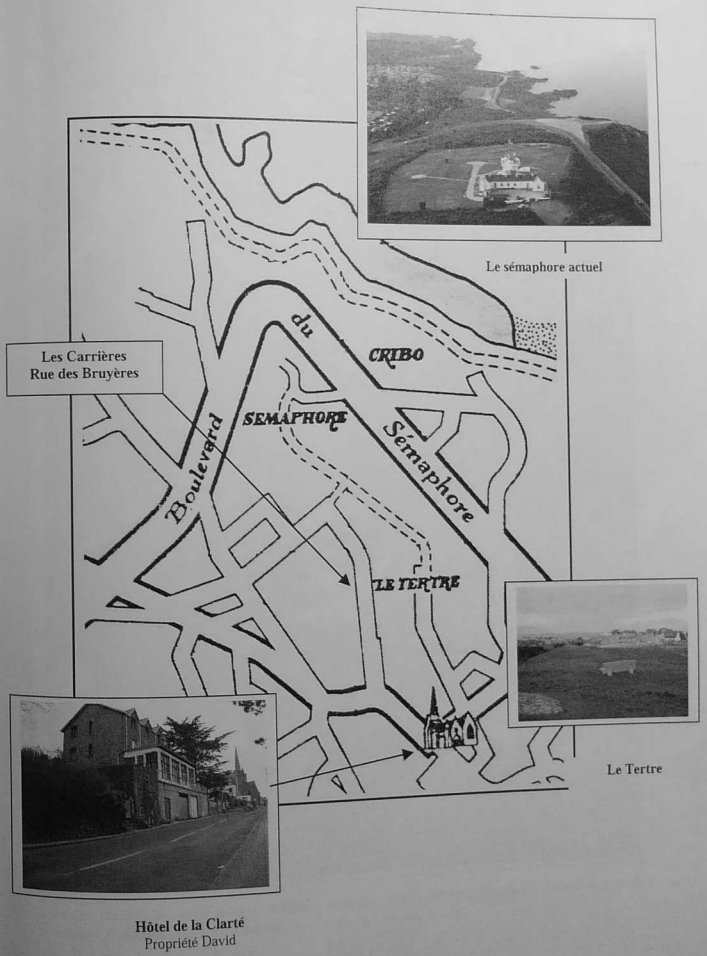 Le sémaphore actuel
du
CRIBO
Les Carrières
Rue des Bruyères
SEMAPHORE
Boulevard
Sémaphore
LE TERTRE
Le Tertre
Hôtel de la Clarté
Propriété David